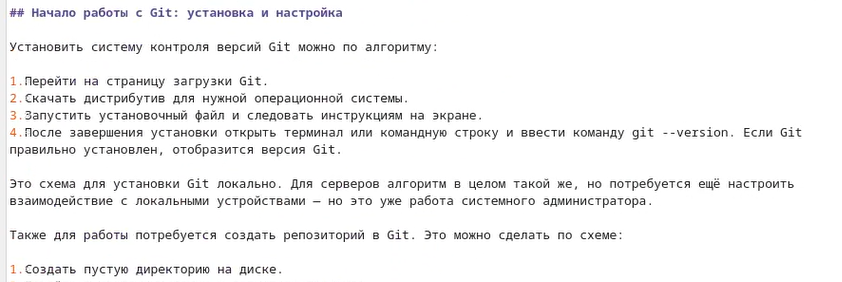 ## Начало работы с Git: установка и настройка
Установить систему контроля версий Git можно по алгоритму:
1.Перейти на страницу загрузки Git.
2.Скачать дистрибутив для нужной операционной системы.
3.Запустить установочный файл и следовать инструкциям на экране.
4.После завершения установки открыть терминал или командную строку и ввести команду git --version. Если Git
правильно установлен, отобразится версия Git.
Это схема для установки Git локально. Для серверов алгоритм в целом такой же, но потребуется ещё настроить
взаимодействие с локальными устройствами — но это уже работа системного администратора.
Также для работы потребуется создать репозиторий в Git. Это можно сделать по схеме:
1.Создать пустую директорию на диске.